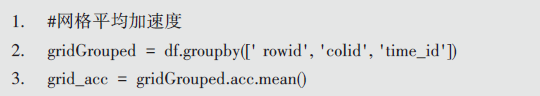 1. #网格平均加速度
2. gridGrouped = df.groupby([' rowid', 'colid', 'time_id'])
3. grid_acc = gridGrouped.acc.mean()